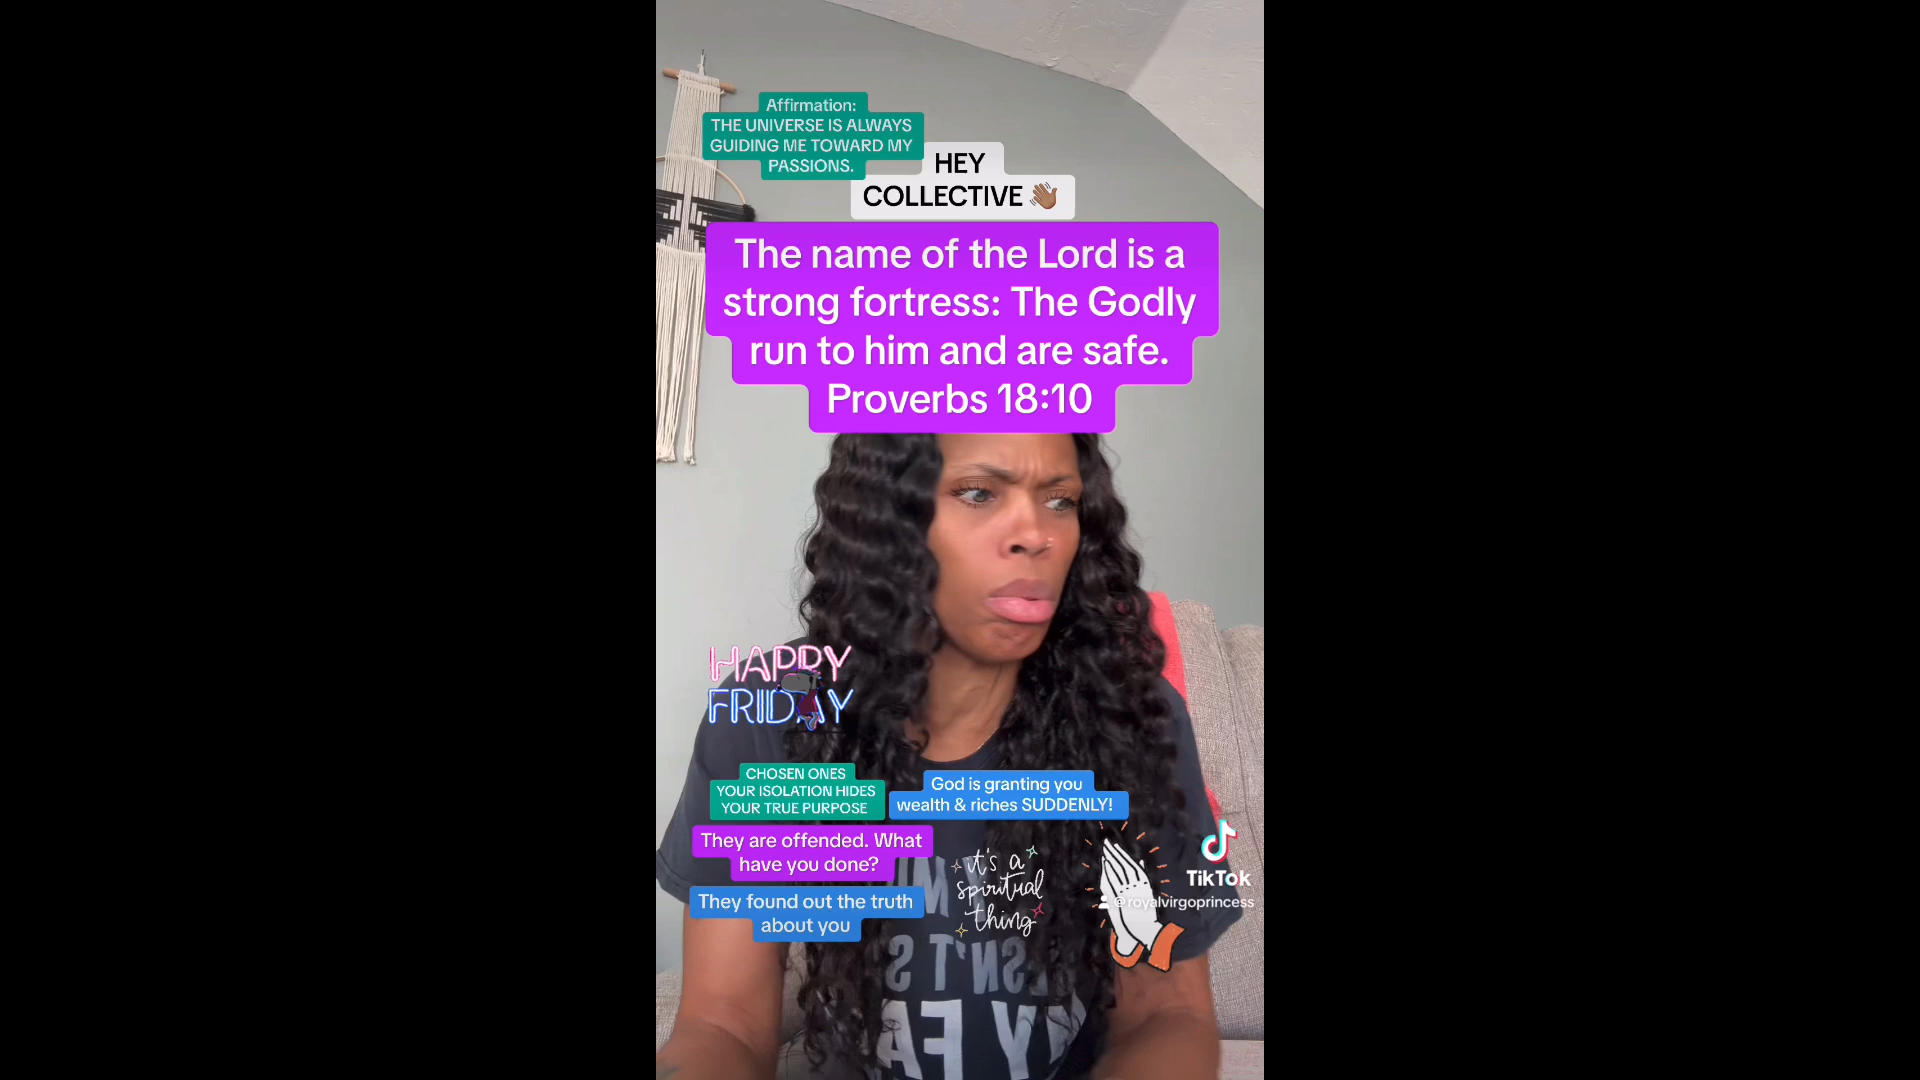 Affirmation:
THE UNIVERSE IS ALWAYS
GUIDING ME TOWARD MY
PASSIONS.
HEY
COLLECTIVE 👋🏽
The name of the Lord is a
strong fortress: The Godly
run to him and are safe.
Proverbs 18:10
HAPPY
FRIDAY
CHOSEN ONES
YOUR ISOLATION HIDES
YOUR TRUE PURPOSE
God is granting you
wealth & riches SUDDENLY!
They are offended. What
have you done?
They found out the truth
about you
it's a
spiritual
thing
TikTok
@royalvirgoprincess
MY